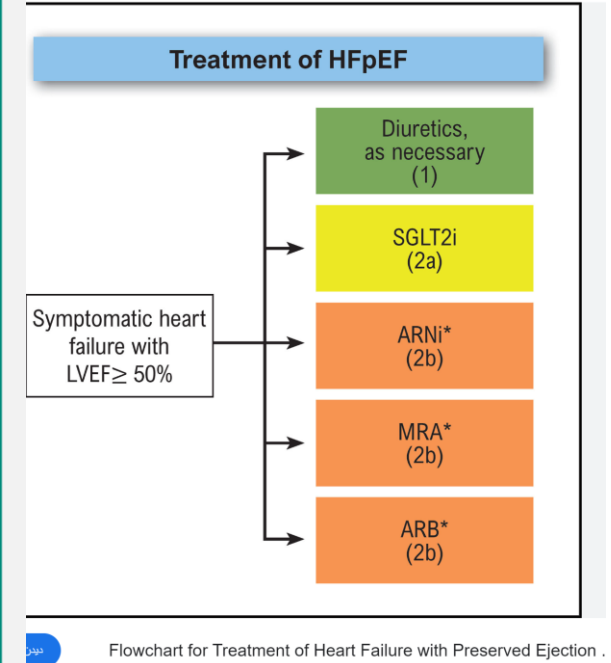 Treatment of HFpEF
Diuretics,
as necessary
(1)
SGLT2i
(2a)
Symptomatic heart
failure with
LVEF≥ 50%
ARNi*
(2b)
MRA*
(2b)
ARB*
(2b)
دیدن
Flowchart for Treatment of Heart Failure with Preserved Ejection .